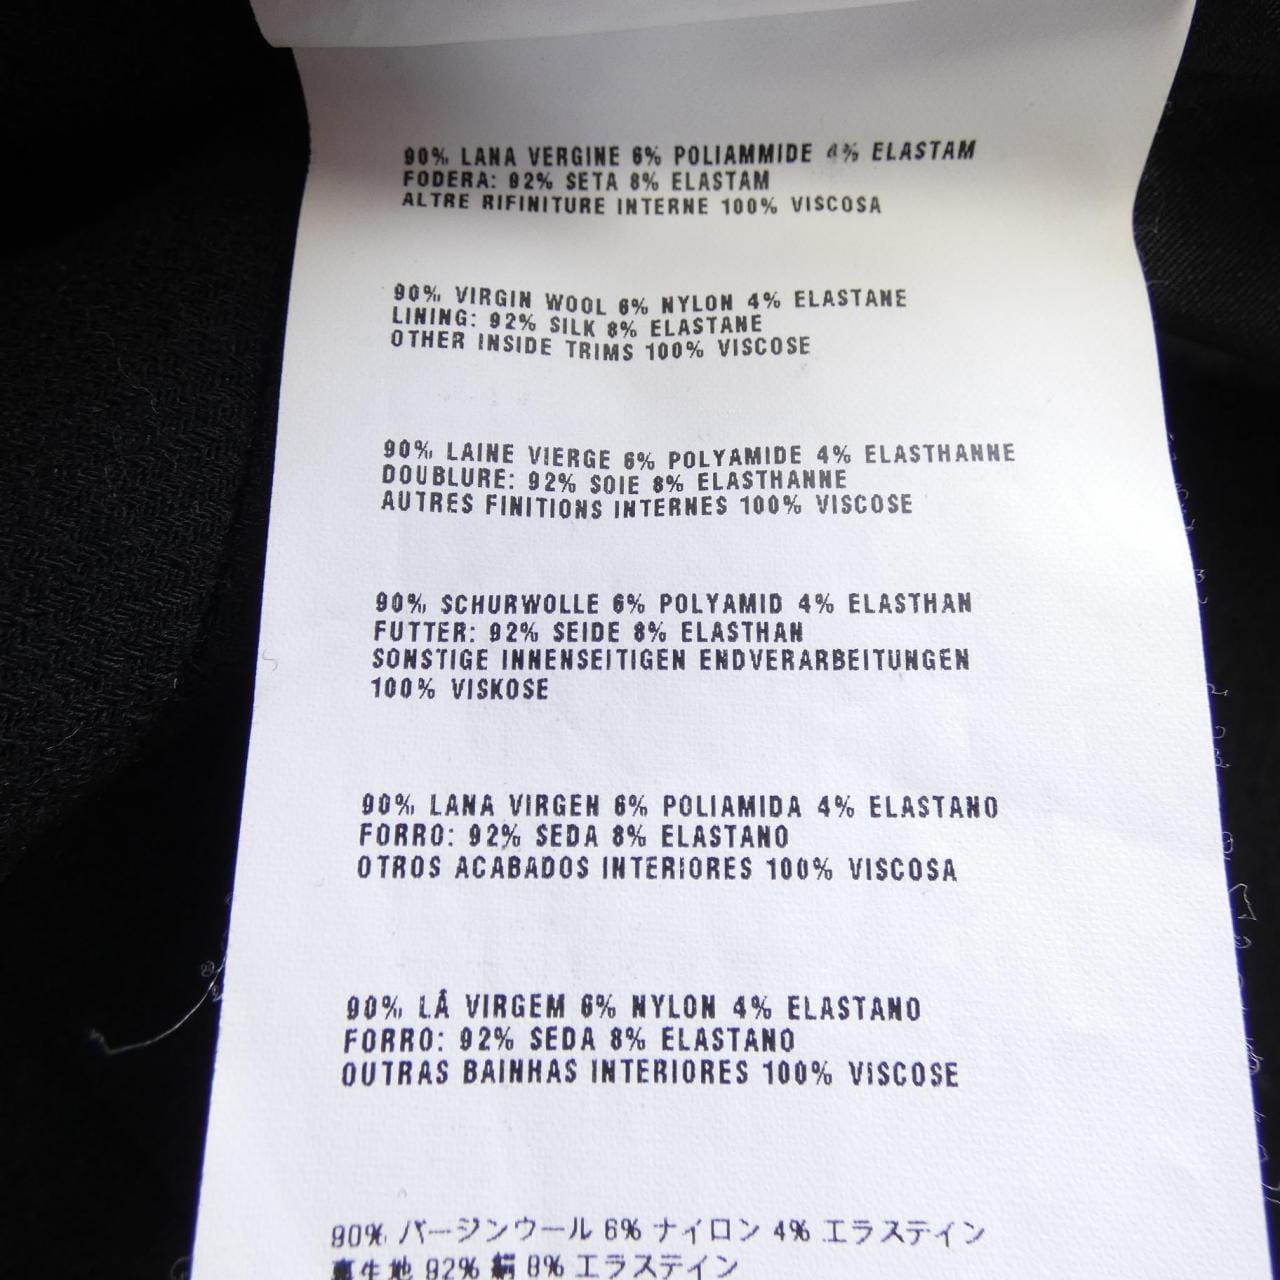 90% LANA VERGINE 6% POLIAMMIDE 4% ELASTAM
FODERA: 92% SETA 8% ELASTAM
ALTRE RIFINITURE INTERNE 100% VISCOSA
90% VIRGIN WOOL 6% NYLON 4% ELASTANE
LINING: 92% SILK 8% ELASTANE
OTHER INSIDE TRIMS 100% VISCOSE
90% LAINE VIERGE 6% POLYAMIDE 4% ELASTHANNE
DOUBLURE: 92% SOIE 8% ELASTHANNE
AUTRES FINITIONS INTERNES 100% VISCOSE
90% SCHURWOLLE 6% POLYAMID 4% ELASTHAN
FUTTER: 92% SEIDE 8% ELASTHAN
SONSTIGE INNENSEITIGEN ENDVERARBEITUNGEN
100% VISKOSE
90% LANA VIRGEN 6% POLIAMIDA 4% ELASTANO
FORRO: 92% SEDA 8% ELASTANO
OTROS ACABADOS INTERIORES 100% VISCOSA
90% LÃ VIRGEM 6% NYLON 4% ELASTANO
FORRO: 92% SEDA 8% ELASTANO
OUTRAS BAINHAS INTERIORES 100% VISCOSE
90% バージンウール 6% ナイロン 4% エラステイン
裏生地 92% 絹 8% エラステイン